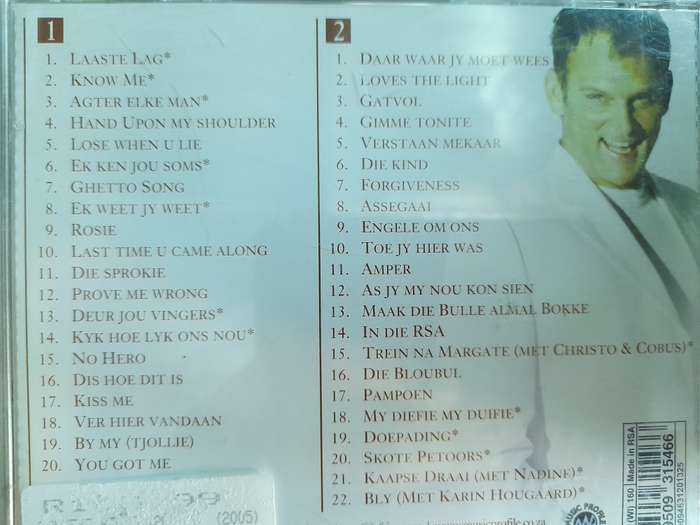 1
1. LAASTE LAG*
2. KNOW ME*
3. AGTER ELKE MAN*
4. HAND UPON MY SHOULDER
5. LOSE WHEN U LIE
6. EK KEN JOU SOMS*
7. GHETTO SONG
8. EK WEET JY WEET*
9. ROSIE
10. LAST TIME U CAME ALONG
11. DIE SPROKIE
12. PROVE ME WRONG
13. DEUR JOU VINGERS*
14. KYK HOE LYK ONS NOU*
15. NO HERO
16. DIS HOE DIT IS
17. KISS ME
18. VER HIER VANDAAN
19. BY MY (TJOLLIE)
20. YOU GOT ME
2
1. DAAR WAAR JY MOET WEES
2. LOVES THE LIGHT
3. GATVOL
4. GIMME TONITE
5. VERSTAAN MEKAAR
6. DIE KIND
7. FORGIVENESS
8. ASSEGAAI
9. ENGELE OM ONS
10. TOE JY HIER WAS
11. AMPER
12. AS JY MY NOU KON SIEN
13. MAAK DIE BULLE ALMAL BOKKE
14. IN DIE RSA
15. TREIN NA MARGATE (MET CHRISTO & COBUS)*
16. DIE BLOUBUL
17. PAMPOEN
18. MY DIEFIE MY DUIFIE*
19. DOEPADING*
20. SKOTE PETOORS*
21. KAAPSE DRAAI (MET NADINE)*
22. BLY (MET KARIN HOUGAARD)*
(2005)
(WI) 160 Made in RSA
9509 315466